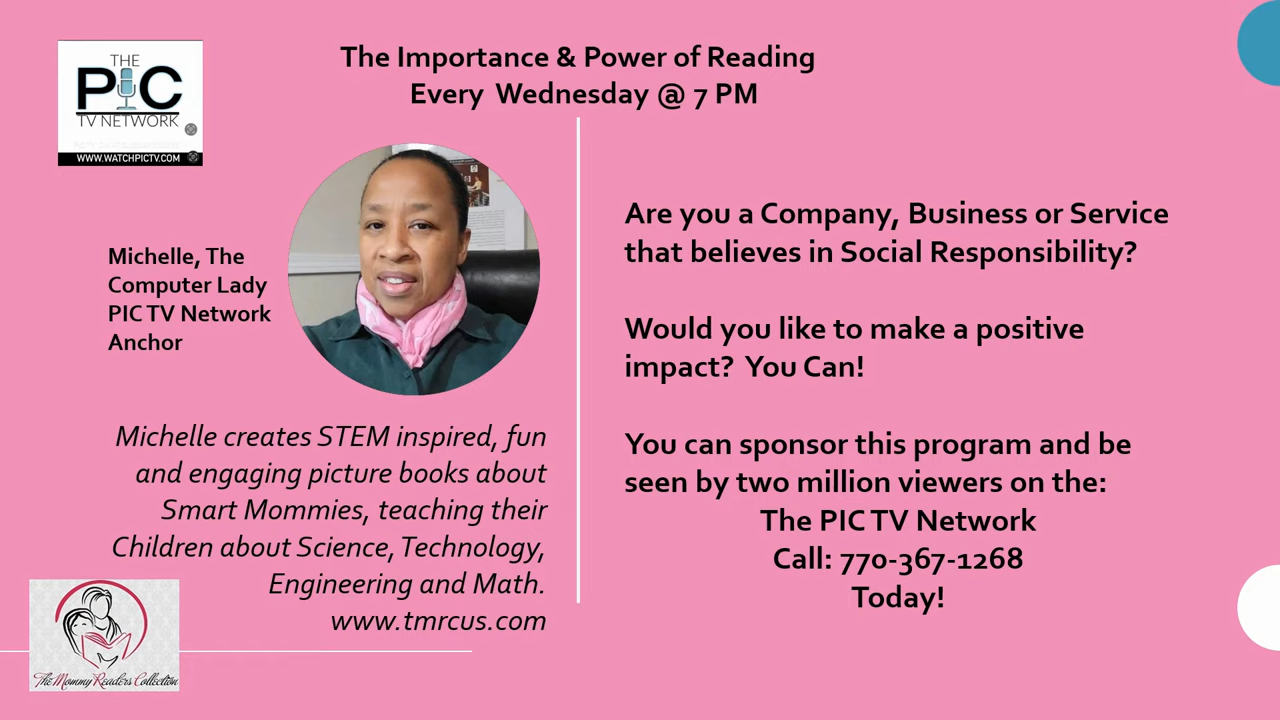 THE
PIC
TV NETWORK
WWW.WATCHPICTV.COM
The Importance & Power of Reading
Every Wednesday @ 7 PM
Michelle, The
Computer Lady
PIC TV Network
Anchor
Michelle creates STEM inspired, fun
and engaging picture books about
Smart Mommies, teaching their
Children about Science, Technology,
Engineering and Math.
www.tmrcus.com
The Mommy Readers Collection
Are you a Company, Business or Service
that believes in Social Responsibility?
Would you like to make a positive
impact? You Can!
You can sponsor this program and be
seen by two million viewers on the:
The PIC TV Network
Call: 770-367-1268
Today!